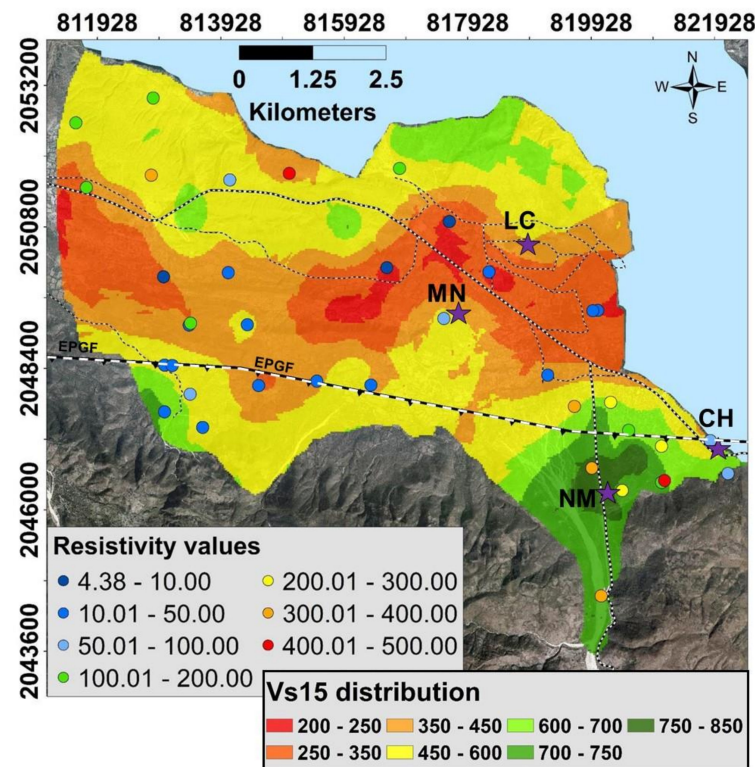 811928 813928 815928 817928 819928 821928
0 1.25 2.5
Kilometers
N
W E
S
2053200
2050800
2048400
2046000
2043600
LC
MN
EPGF
EPGF
CH
NM
Resistivity values
4.38 - 10.00
10.01 - 50.00
50.01 - 100.00
100.01 - 200.00
200.01 - 300.00
300.01 - 400.00
400.01 - 500.00
Vs15 distribution
200 - 250 350 - 450 600 - 700 750 - 850
250 - 350 450 - 600 700 - 750